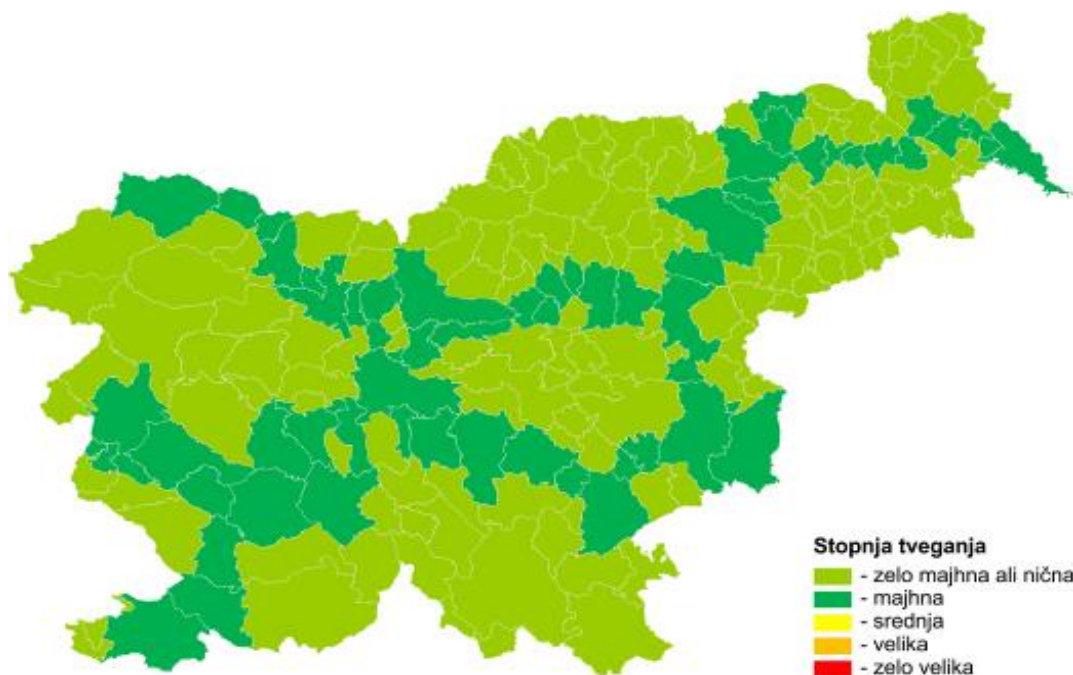 Stopnja tveganja
- zelo majhna ali nična
- majhna
- srednja
- velika
- zelo velika